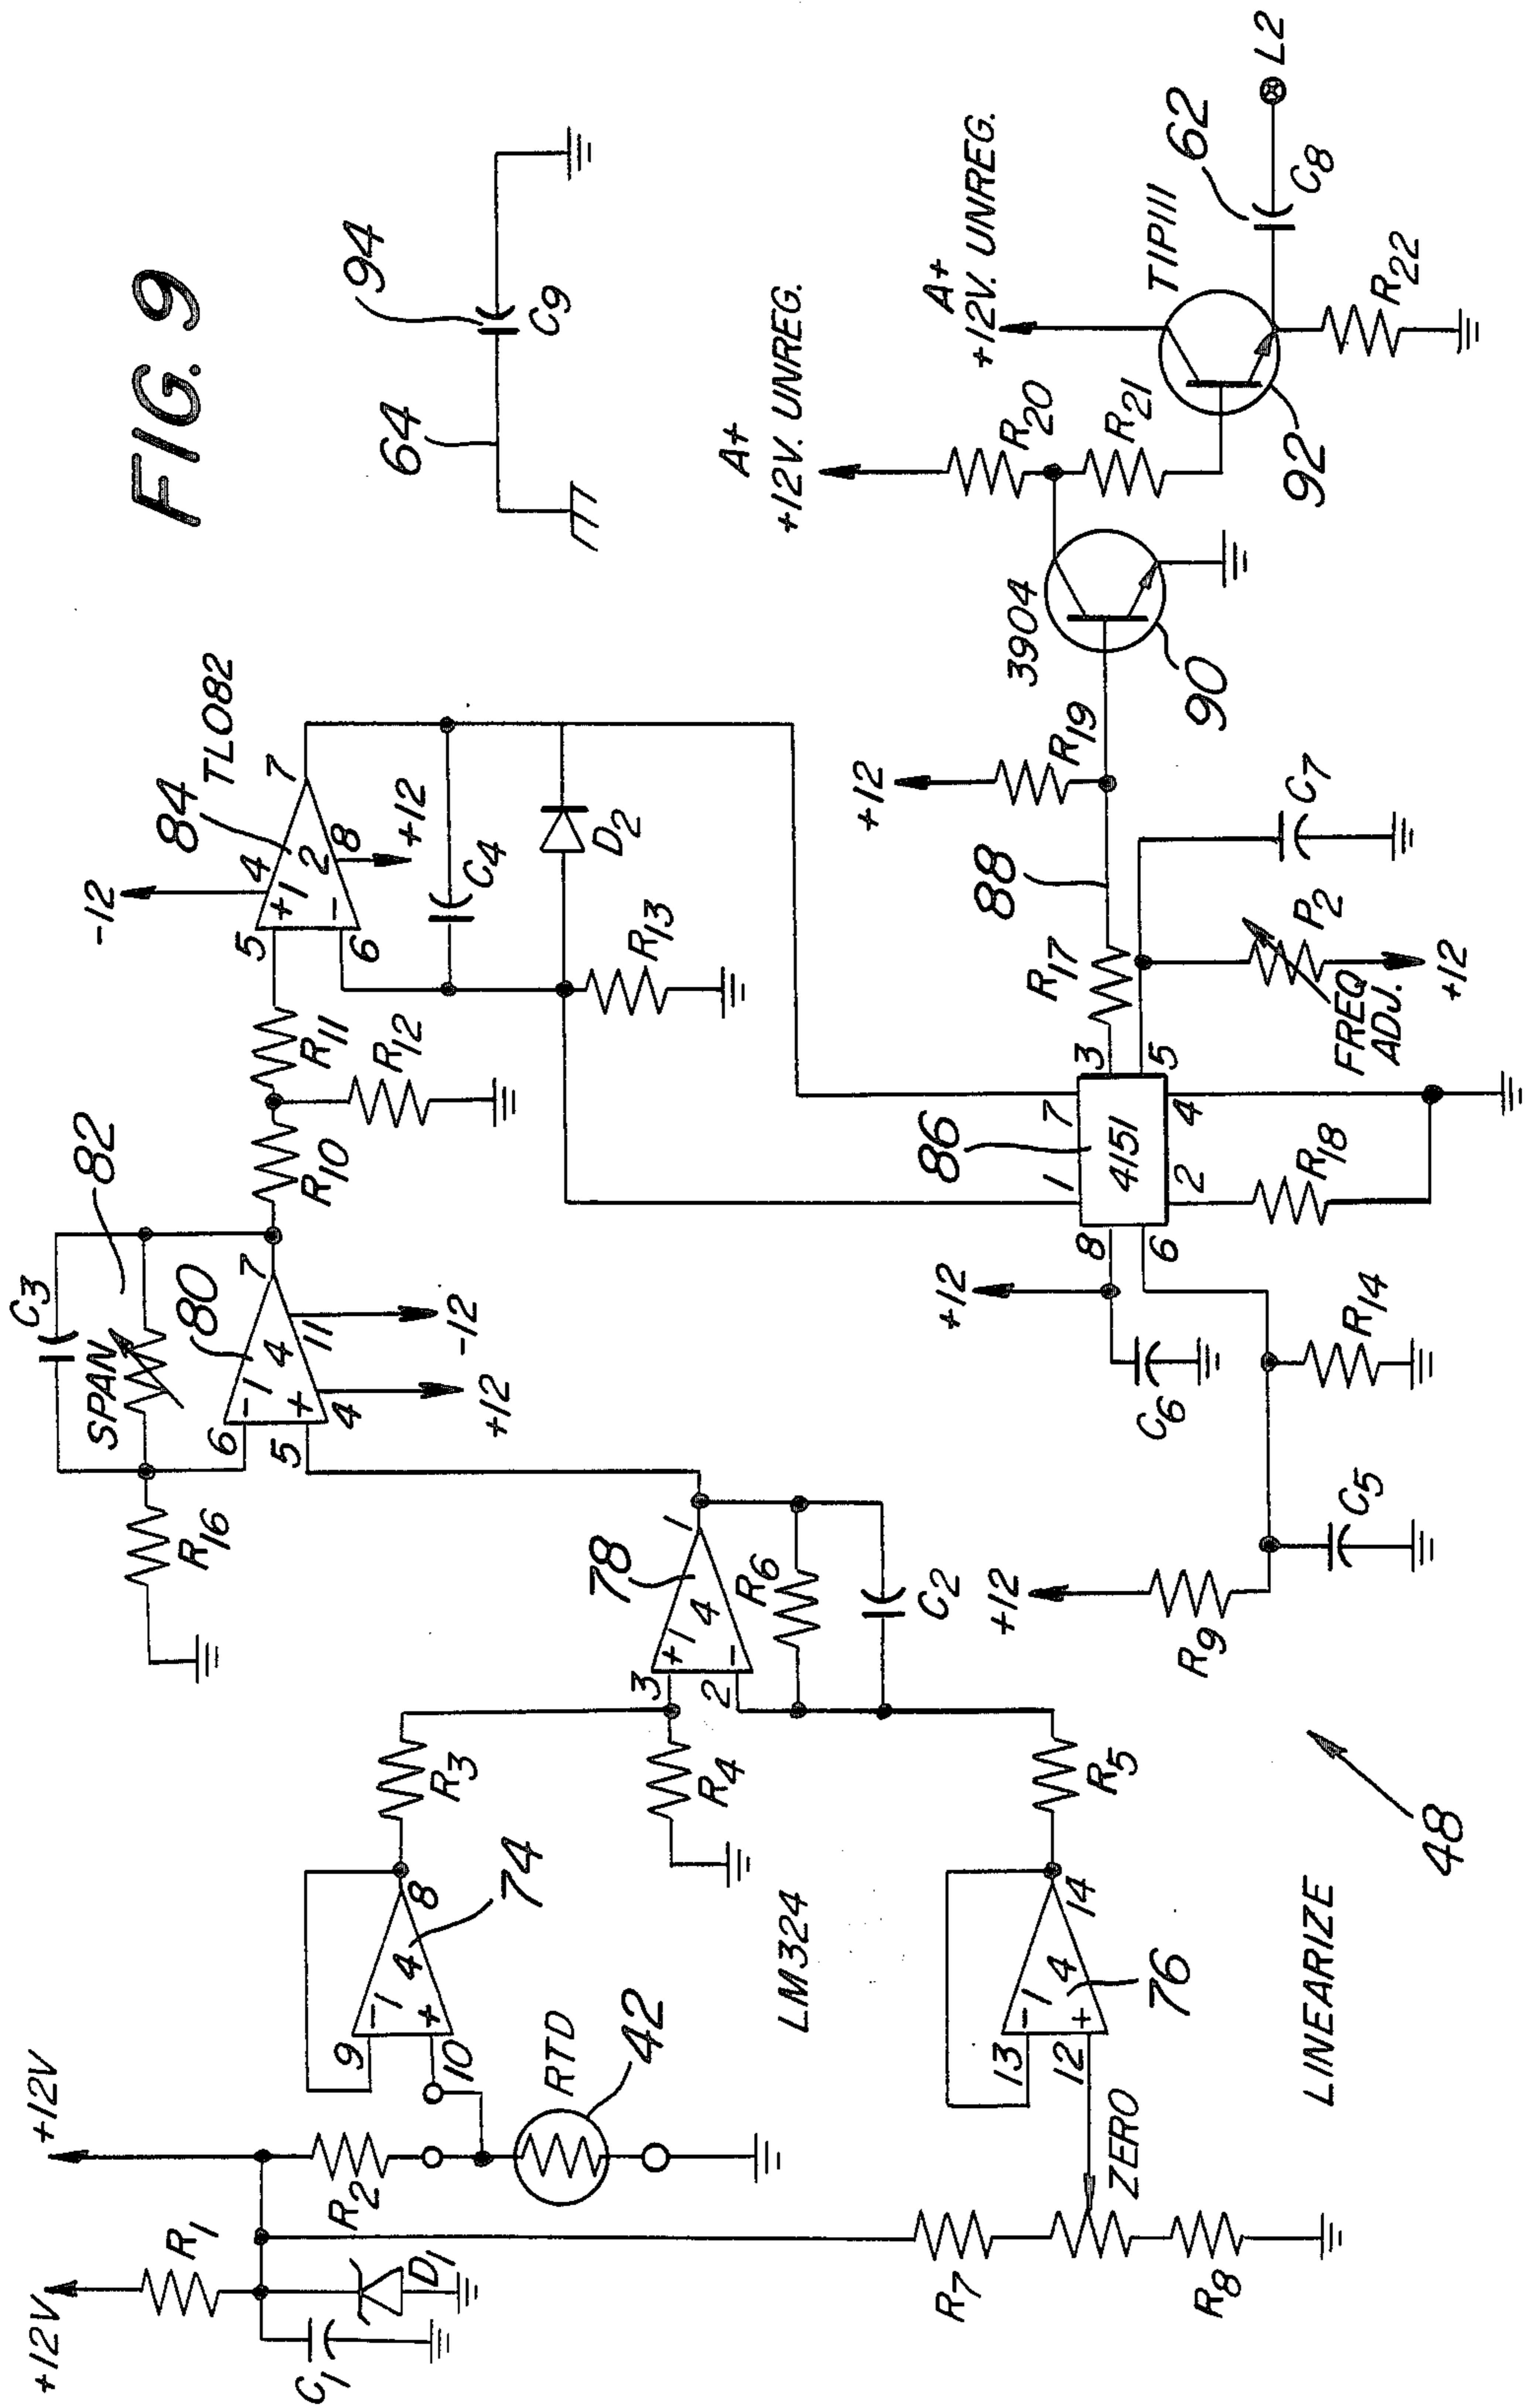 FIG. 9
+12V
+12V
R1
C1
D1
R2
RTD
42
9
10
-1
4
+
8
74
R3
R4
LM324
R7
ZERO
R8
13
12
-1
4
+
14
76
R5
LINEARIZE
48
3
2
+1
4
-
1
78
R6
C2
R16
C3
SPAN
82
6
5
-1
4
+
4
11
7
80
+12
-12
R10
R11
R12
5
6
-12
4
+1
2
-
8
7
84
TL082
+12
C4
D2
R13
64
94
C9
+12
R9
C5
R14
+12
C6
8
6
1
7
86
4151
2
4
3
5
R18
R17
88
FREQ
ADJ.
P2
+12
C7
+12
R19
3904
90
A+
+12V. UNREG.
R20
R21
A+
+12V. UNREG.
TIP111
92
R22
62
C8
L2